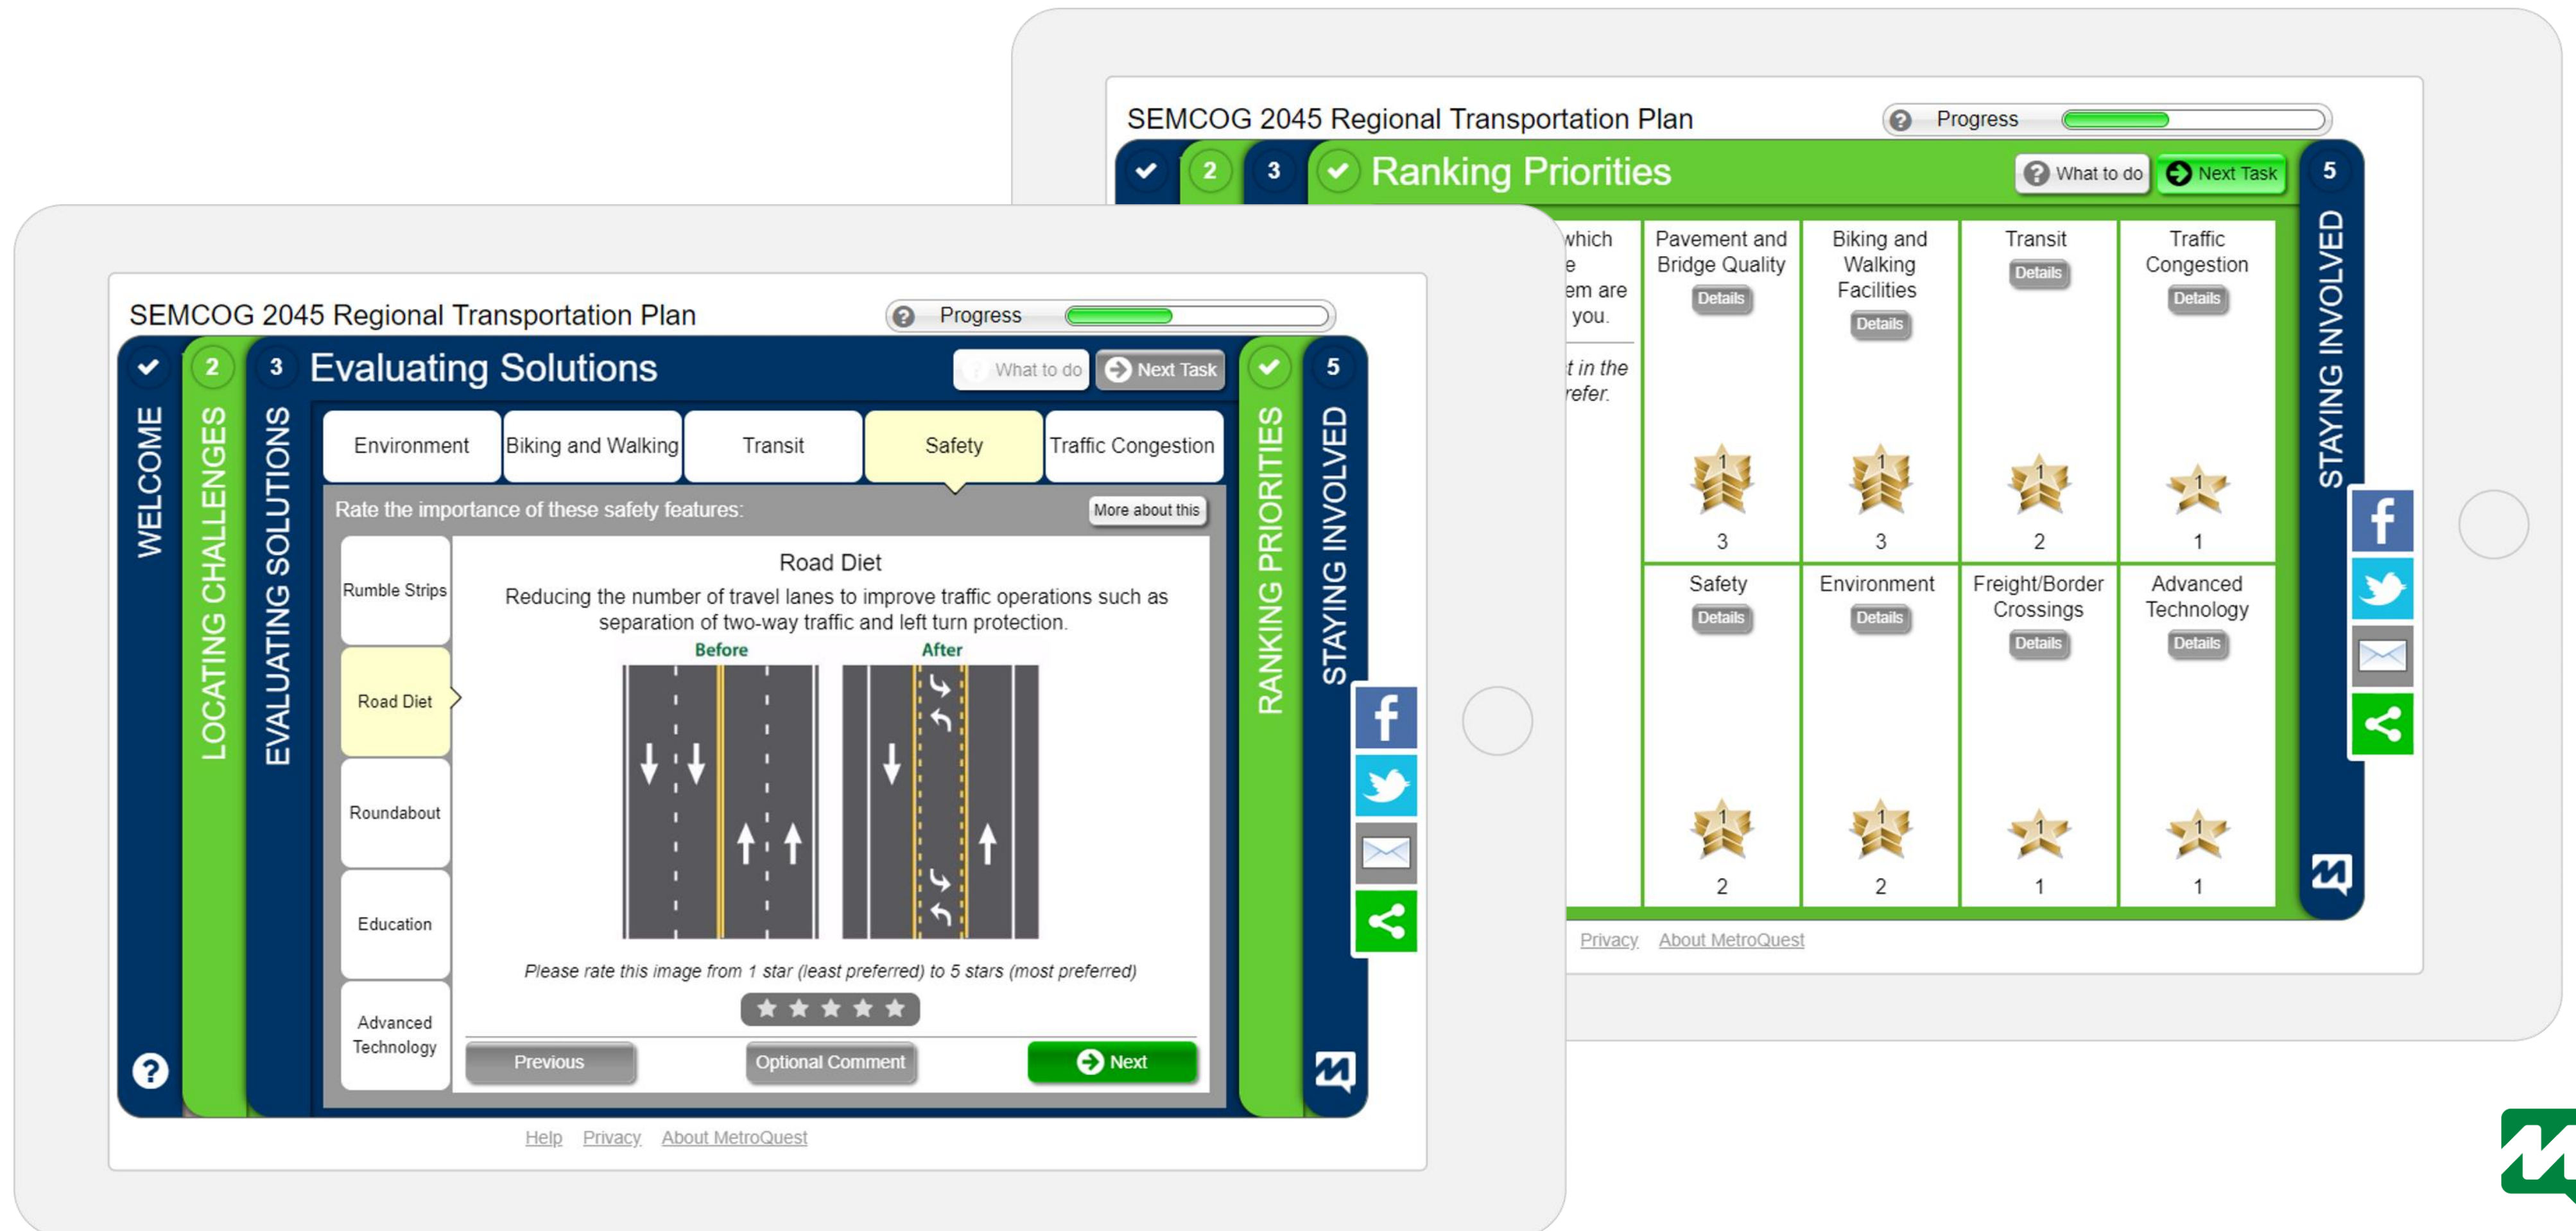 SEMCOG 2045 Regional Transportation Plan
Progress
2
3
Ranking Priorities
What to do
Next Task
5
STAYING INVOLVED
which
em are
you.
in the
Pavement and
Bridge Quality
Details
3
Biking and
Walking
Facilities
Details
3
Transit
Details
2
Traffic
Congestion
Details
1
Safety
Details
2
Environment
Details
2
Freight/Border
Crossings
Details
1
Advanced
Technology
Details
1
Privacy About MetroQuest
SEMCOG 2045 Regional Transportation Plan
Progress
WELCOME
2
LOCATING CHALLENGES
3
EVALUATING SOLUTIONS
Evaluating Solutions
What to do
Next Task
RANKING PRIORITIES
5
STAYING INVOLVED
Environment
Biking and Walking
Transit
Safety
Traffic Congestion
Rate the importance of these safety features:
More about this
Rumble Strips
Road Diet
Roundabout
Education
Advanced
Technology
Road Diet
Reducing the number of travel lanes to improve traffic operations such as
separation of two-way traffic and left turn protection.
Before
After
Please rate this image from 1 star (least preferred) to 5 stars (most preferred)
Previous
Optional Comment
Next
Help Privacy About MetroQuest